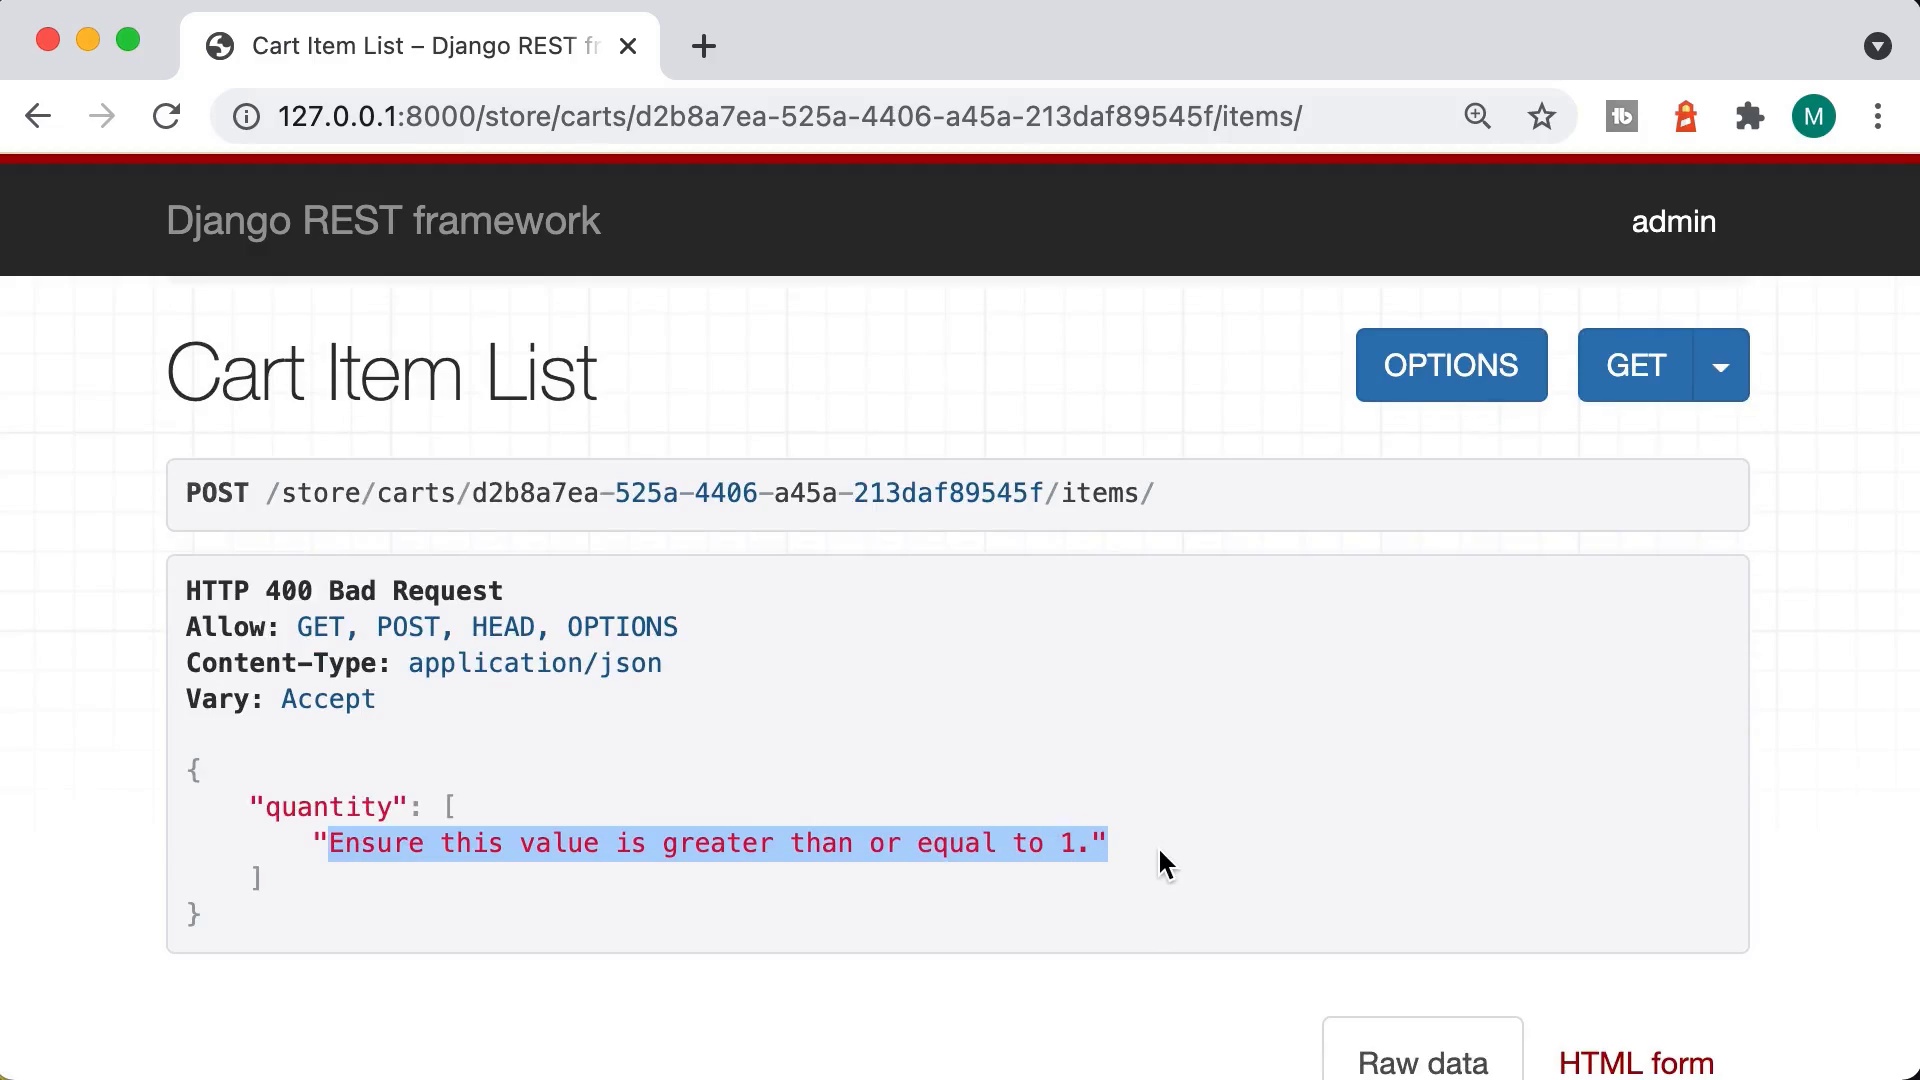 Cart Item List – Django REST fr
127.0.0.1:8000/store/carts/d2b8a7ea-525a-4406-a45a-213daf89545f/items/
M
Django REST framework
admin
Cart Item List
OPTIONS
GET
POST /store/carts/d2b8a7ea-525a-4406-a45a-213daf89545f/items/
HTTP 400 Bad Request
Allow: GET, POST, HEAD, OPTIONS
Content-Type: application/json
Vary: Accept
{
"quantity": [
"Ensure this value is greater than or equal to 1."
]
}
Raw data
HTML form